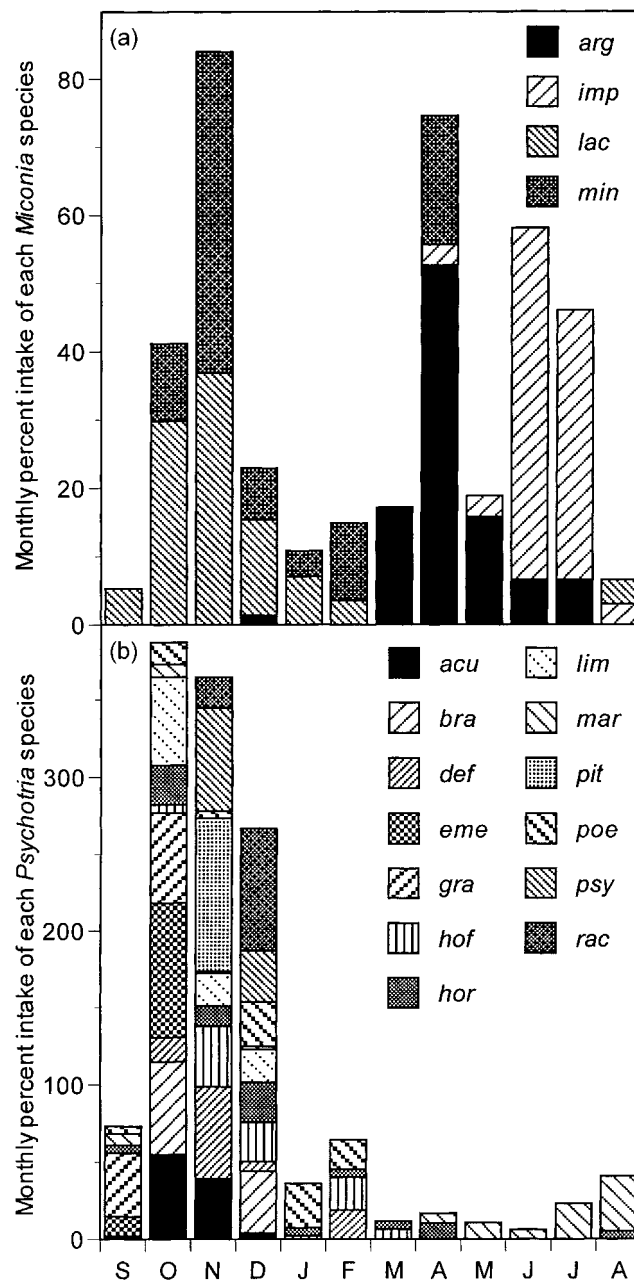 (a)
arg
imp
lac
min
Monthly percent intake of each Miconia species
80
60
40
20
0
(b)
acu
bra
def
eme
gra
hof
hor
lim
mar
pit
poe
psy
rac
Monthly percent intake of each Psychotria species
300
200
100
0
S O N D J F M A M J J A